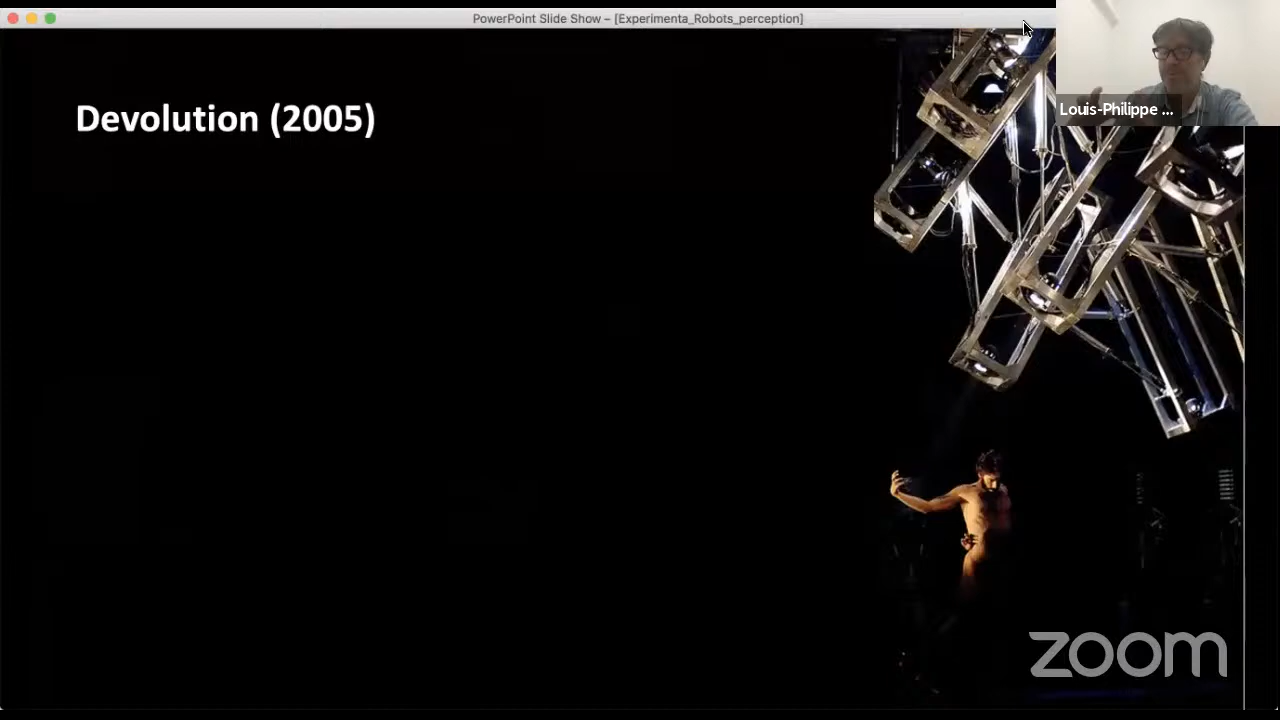 PowerPoint Slide Show – [Experimenta_Robots_perception]
Louis-Philippe ...
Devolution (2005)
zoom